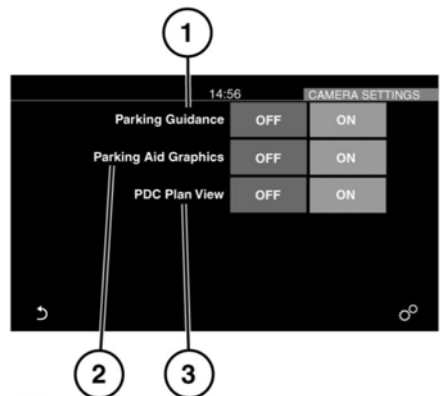 1
14:56 CAMERA SETTINGS
Parking Guidance OFF ON
Parking Aid Graphics OFF ON
PDC Plan View OFF ON
2 3